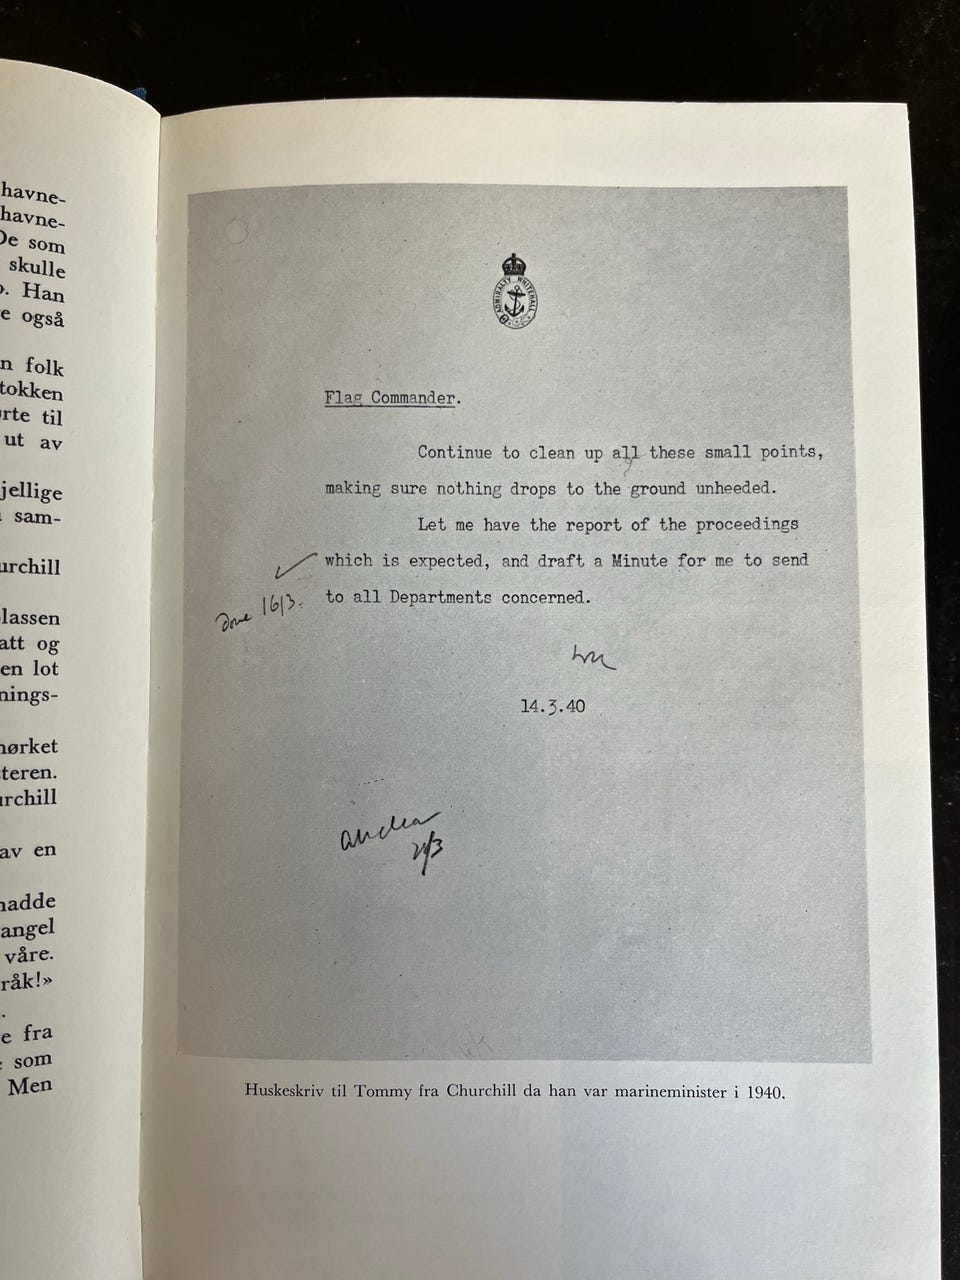 havne-
havne-
De som
skulle
. Han
e også
n folk
tokken
rte til
ut av
jellige
sam-
urchill
lassen
att og
en lot
nings-
mørket
teren.
urchill
av en
hadde
angel
våre.
råk!»
.
e fra
som
Men
ADMIRALTY WHITEHALL
Flag Commander.
Continue to clean up all these small points,
making sure nothing drops to the ground unheeded.
Let me have the report of the proceedings
which is expected, and draft a Minute for me to send
to all Departments concerned.
Done 16/3.
14.3.40
Huskeskriv til Tommy fra Churchill da han var marineminister i 1940.